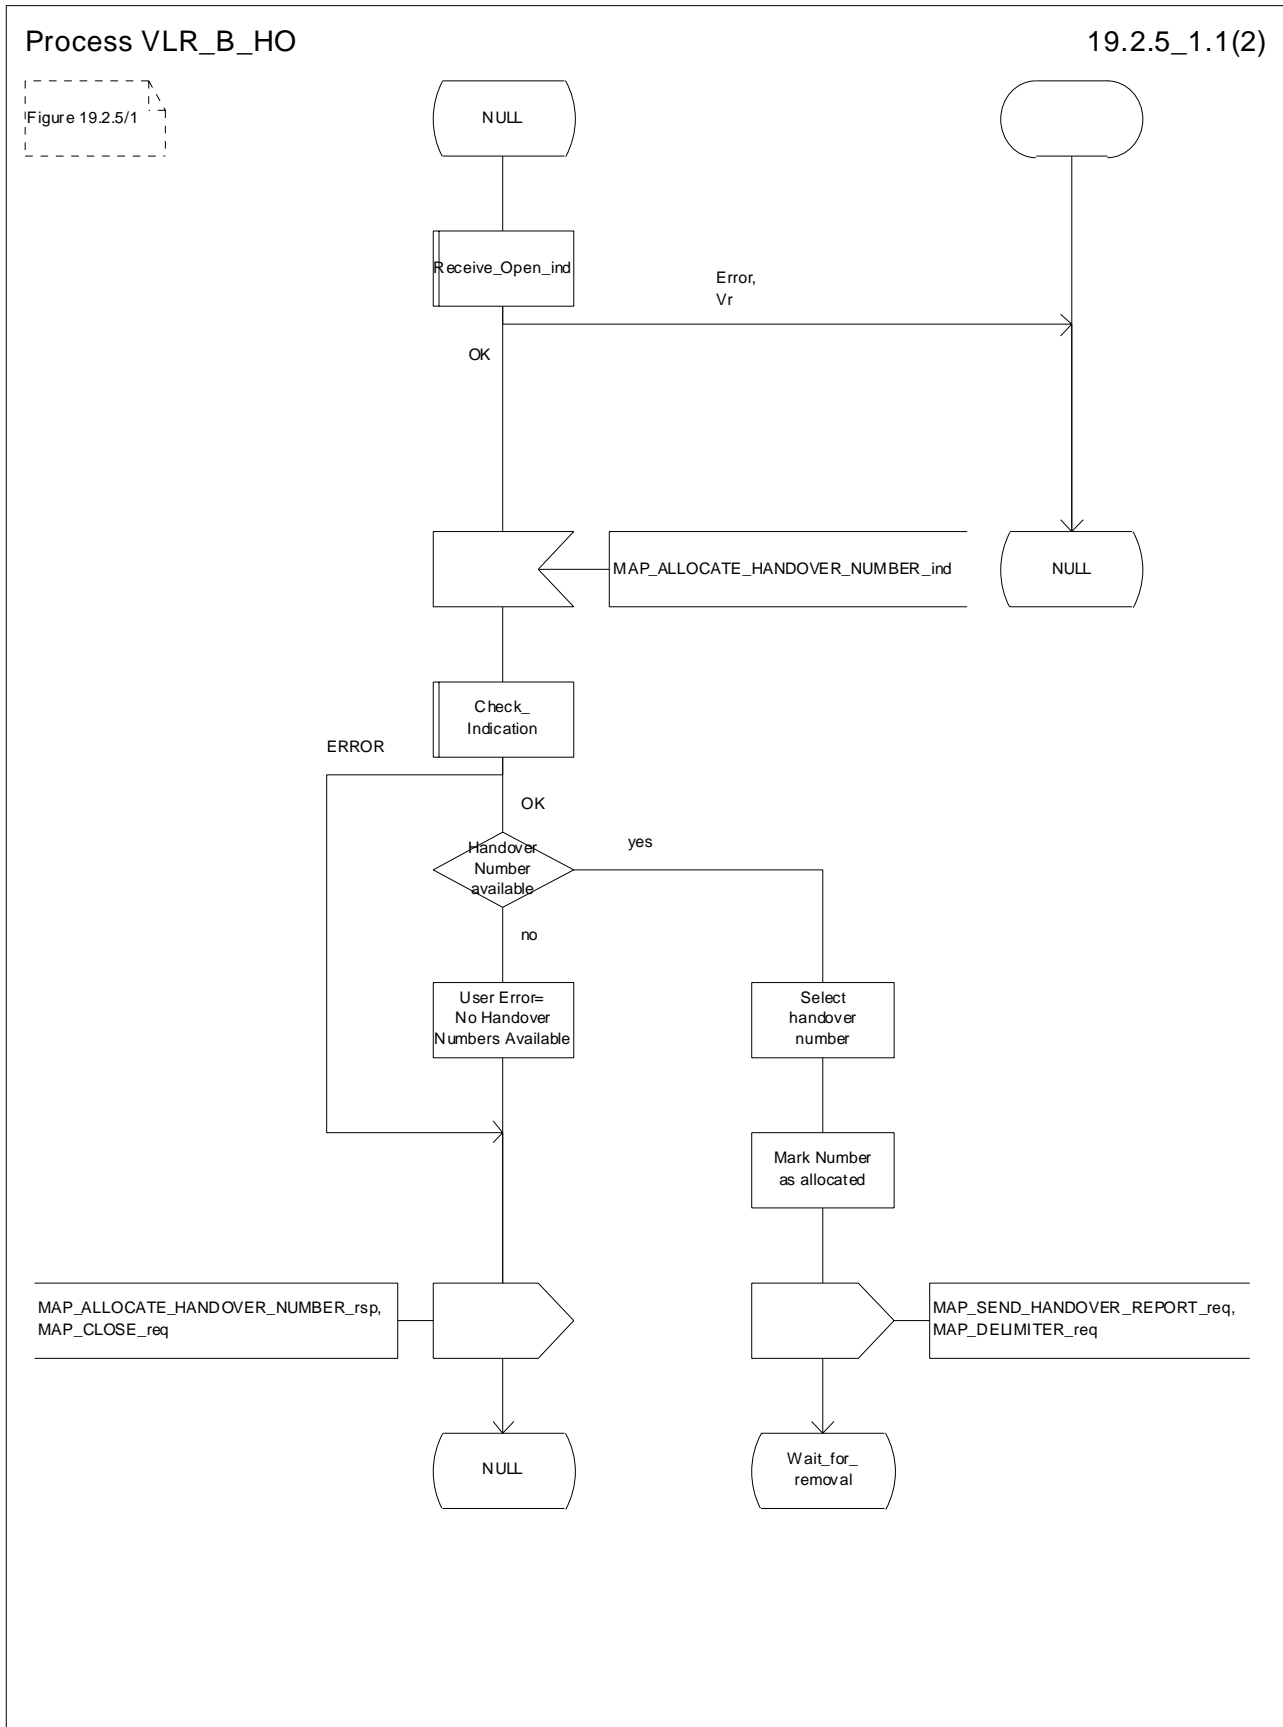 Process VLR_B_HO
19.2.5_1.1(2)
Figure 19.2.5/1
NULL
Receive_Open_ind
Error,
Vr
OK
MAP_ALLOCATE_HANDOVER_NUMBER_ind
NULL
Check_
Indication
ERROR
OK
Handover
Number
available
yes
no
User Error=
No Handover
Numbers Available
Select
handover
number
Mark Number
as allocated
MAP_ALLOCATE_HANDOVER_NUMBER_rsp,
MAP_CLOSE_req
MAP_SEND_HANDOVER_REPORT_req,
MAP_DELIMITER_req
NULL
Wait_for_
removal